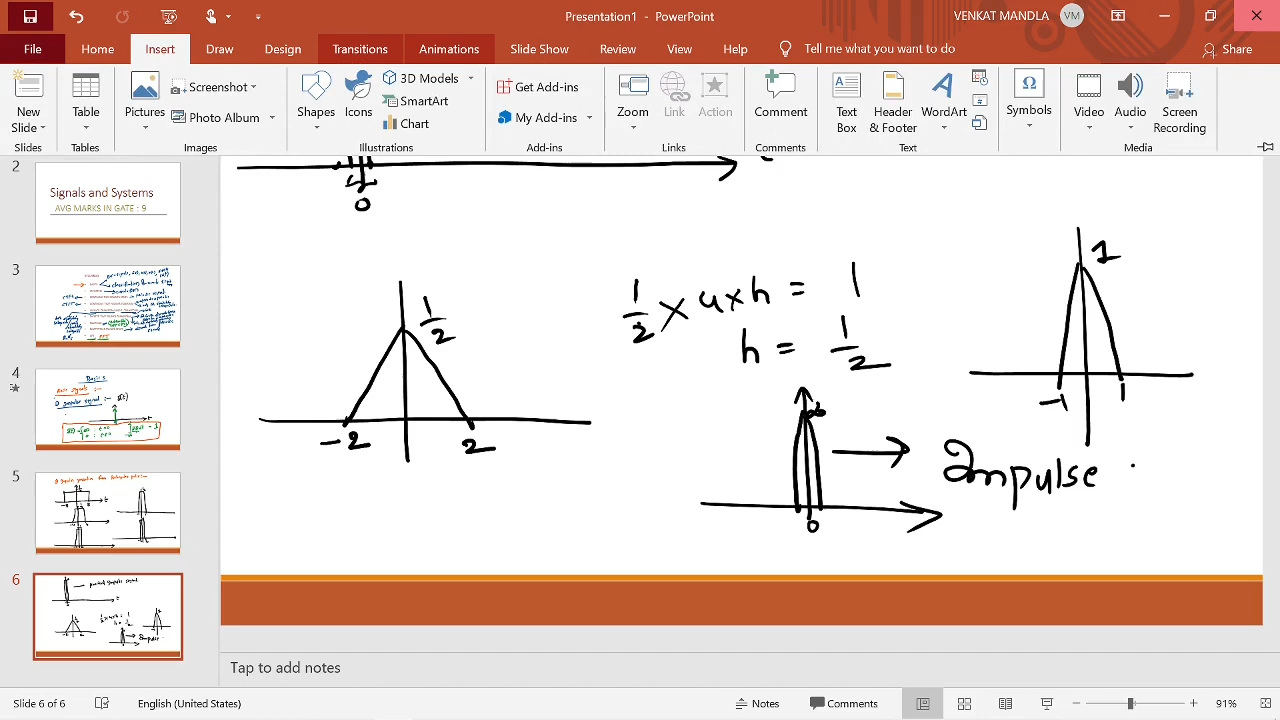 Presentation1 - PowerPoint
VENKAT MANDLA VM
File Home Insert Draw Design Transitions Animations Slide Show Review View Help Tell me what you want to do Share
New Slide
Slides
Table
Tables
Pictures
Screenshot
Photo Album
Images
Shapes
Icons
3D Models
SmartArt
Chart
Illustrations
Get Add-ins
My Add-ins
Add-ins
Zoom
Link
Action
Links
Comment
Comments
Text Box
Header & Footer
WordArt
Text
Symbols
Video
Audio
Screen Recording
Media
2
Signals and Systems
AVG MARKS IN GATE : 9
3
4
Basics
5
6
0
1/2
-2 2
1/2 × 4 × h = 1
h = 1/2
∞
0
Impulse
1
-1 1
Tap to add notes
Slide 6 of 6 English (United States) Notes Comments 91%